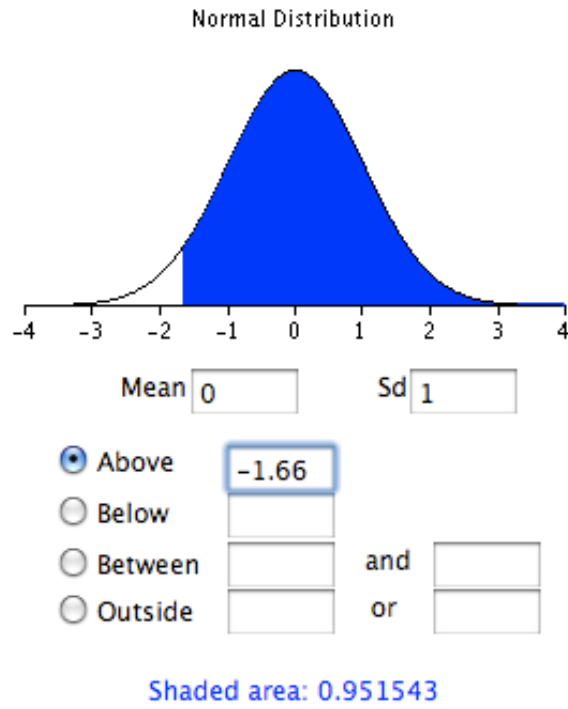 Normal Distribution
-4 -3 -2 -1 0 1 2 3 4
Mean 0 Sd 1
Above -1.66
Below
Between and
Outside or
Shaded area: 0.951543